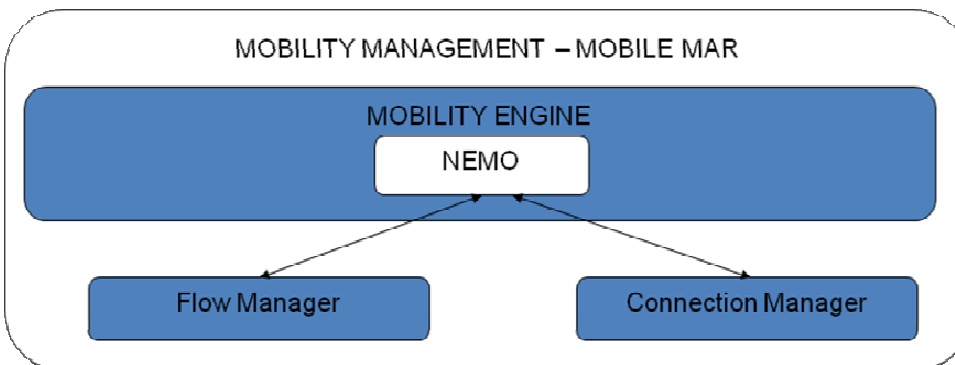 MOBILITY MANAGEMENT – MOBILE MAR
MOBILITY ENGINE
NEMO
Flow Manager
Connection Manager